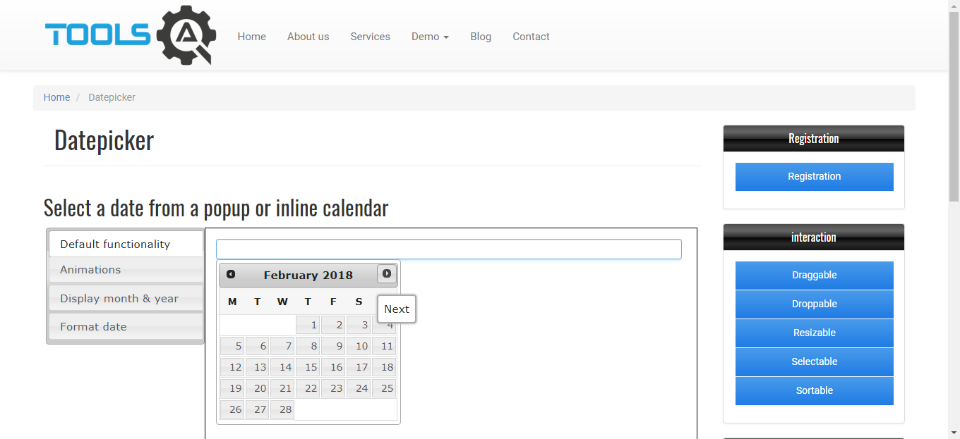 TOOLS QA
Home About us Services Demo Blog Contact
Home / Datepicker
Datepicker
Select a date from a popup or inline calendar
Default functionality
Animations
Display month & year
Format date
February 2018
Next
M T W T F S
1 2 3 4
5 6 7 8 9 10 11
12 13 14 15 16 17 18
19 20 21 22 23 24 25
26 27 28
Registration
Registration
interaction
Draggable
Droppable
Resizable
Selectable
Sortable